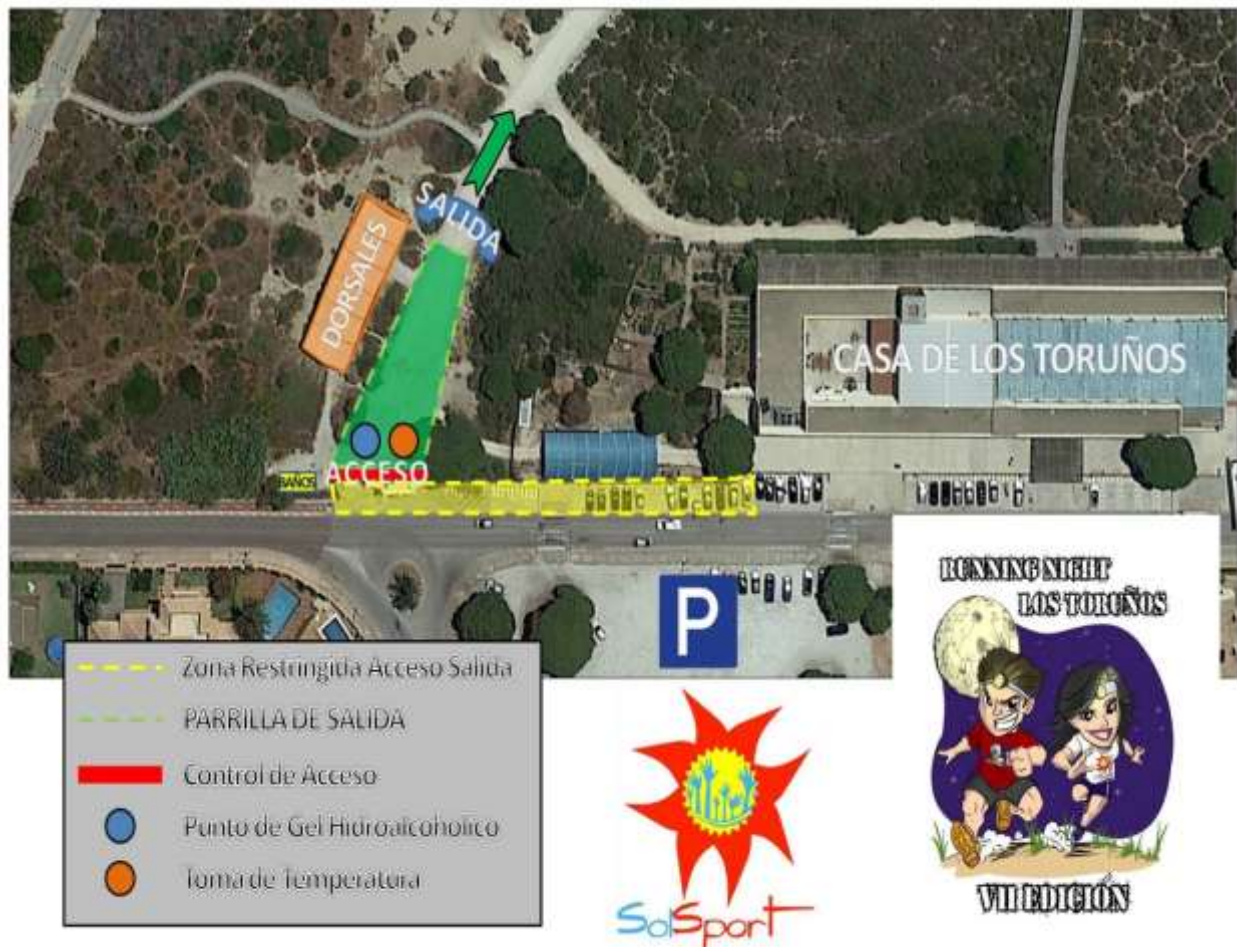 SALIDA
DORSALES
CASA DE LOS TORUÑOS
BAÑOS
ACCESO
P
RUNNING NIGHT
LOS TORUÑOS
VII EDICIÓN
Zona Restringida Acceso Salida
PARRILLA DE SALIDA
Control de Acceso
Punto de Gel Hidroalcoholico
Toma de Temperatura
SolSport